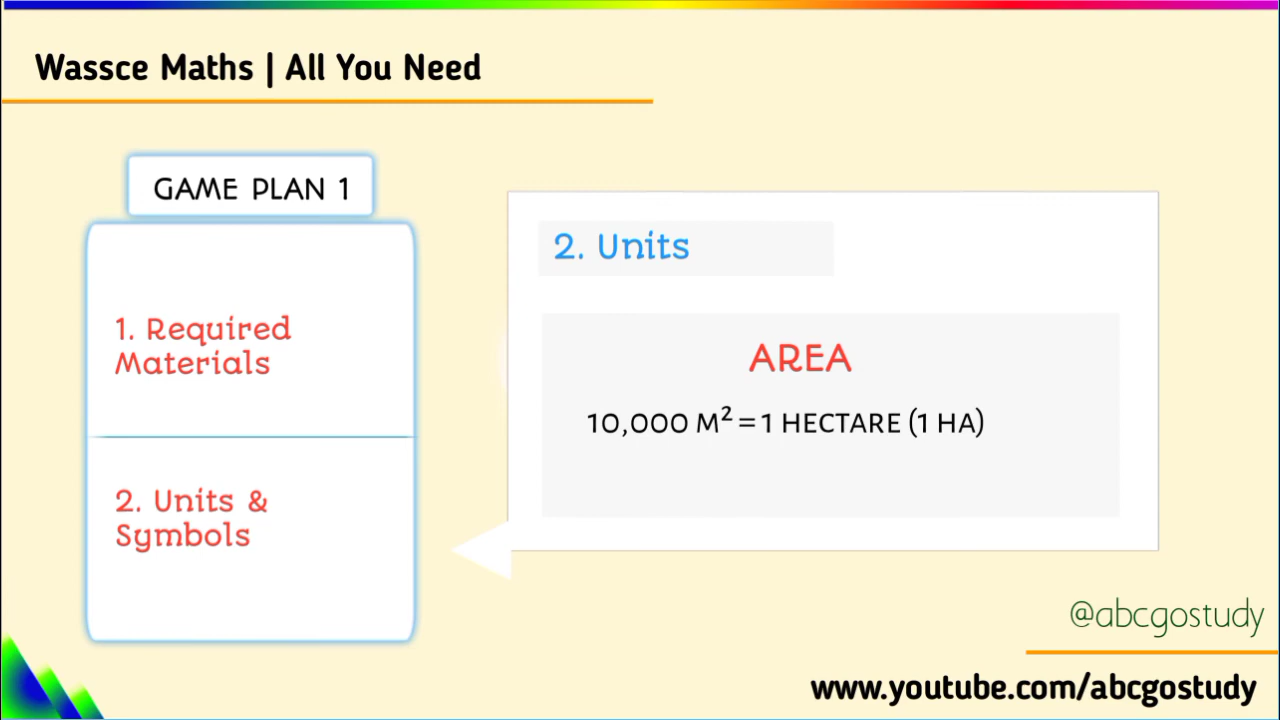 Wassce Maths | All You Need
GAME PLAN 1
1. Required
Materials
2. Units &
Symbols
2. Units
AREA
10,000 M² = 1 HECTARE (1 HA)
@abcgostudy
www.youtube.com/abcgostudy